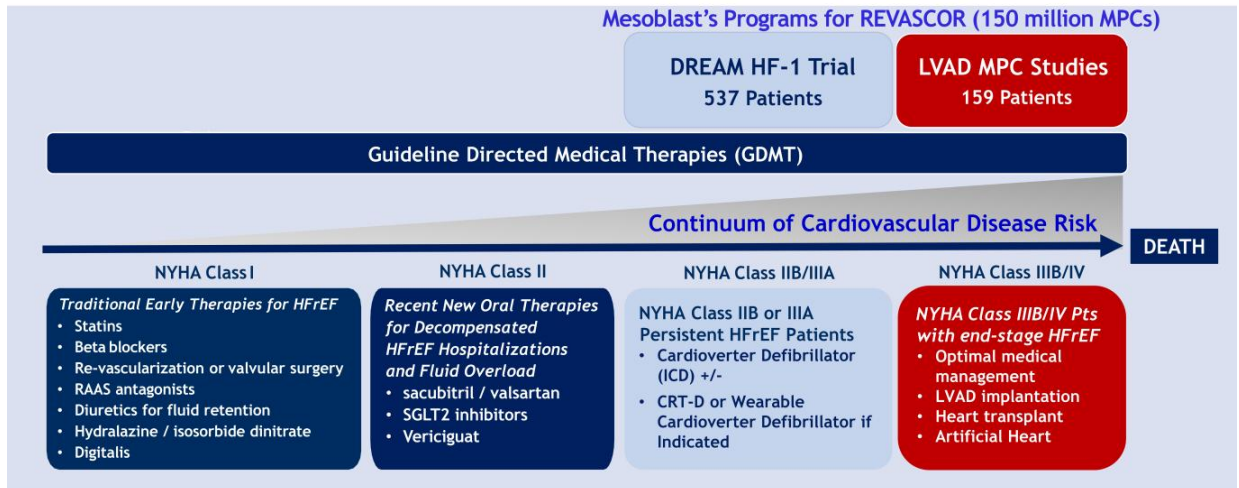 Mesoblast's Programs for REVASCOR (150 million MPCs)
DREAM HF-1 Trial
537 Patients
LVAD MPC Studies
159 Patients
Guideline Directed Medical Therapies (GDMT)
Continuum of Cardiovascular Disease Risk
DEATH
NYHA Class I
Traditional Early Therapies for HFrEF
• Statins
• Beta blockers
• Re-vascularization or valvular surgery
• RAAS antagonists
• Diuretics for fluid retention
• Hydralazine / isosorbide dinitrate
• Digitalis
NYHA Class II
Recent New Oral Therapies
for Decompensated
HFrEF Hospitalizations
and Fluid Overload
• sacubitril / valsartan
• SGLT2 inhibitors
• Vericiguat
NYHA Class IIB/IIIA
NYHA Class IIB or IIIA
Persistent HFrEF Patients
• Cardioverter Defibrillator
(ICD) +/-
• CRT-D or Wearable
Cardioverter Defibrillator if
Indicated
NYHA Class IIIB/IV
NYHA Class IIIB/IV Pts
with end-stage HFrEF
• Optimal medical
management
• LVAD implantation
• Heart transplant
• Artificial Heart